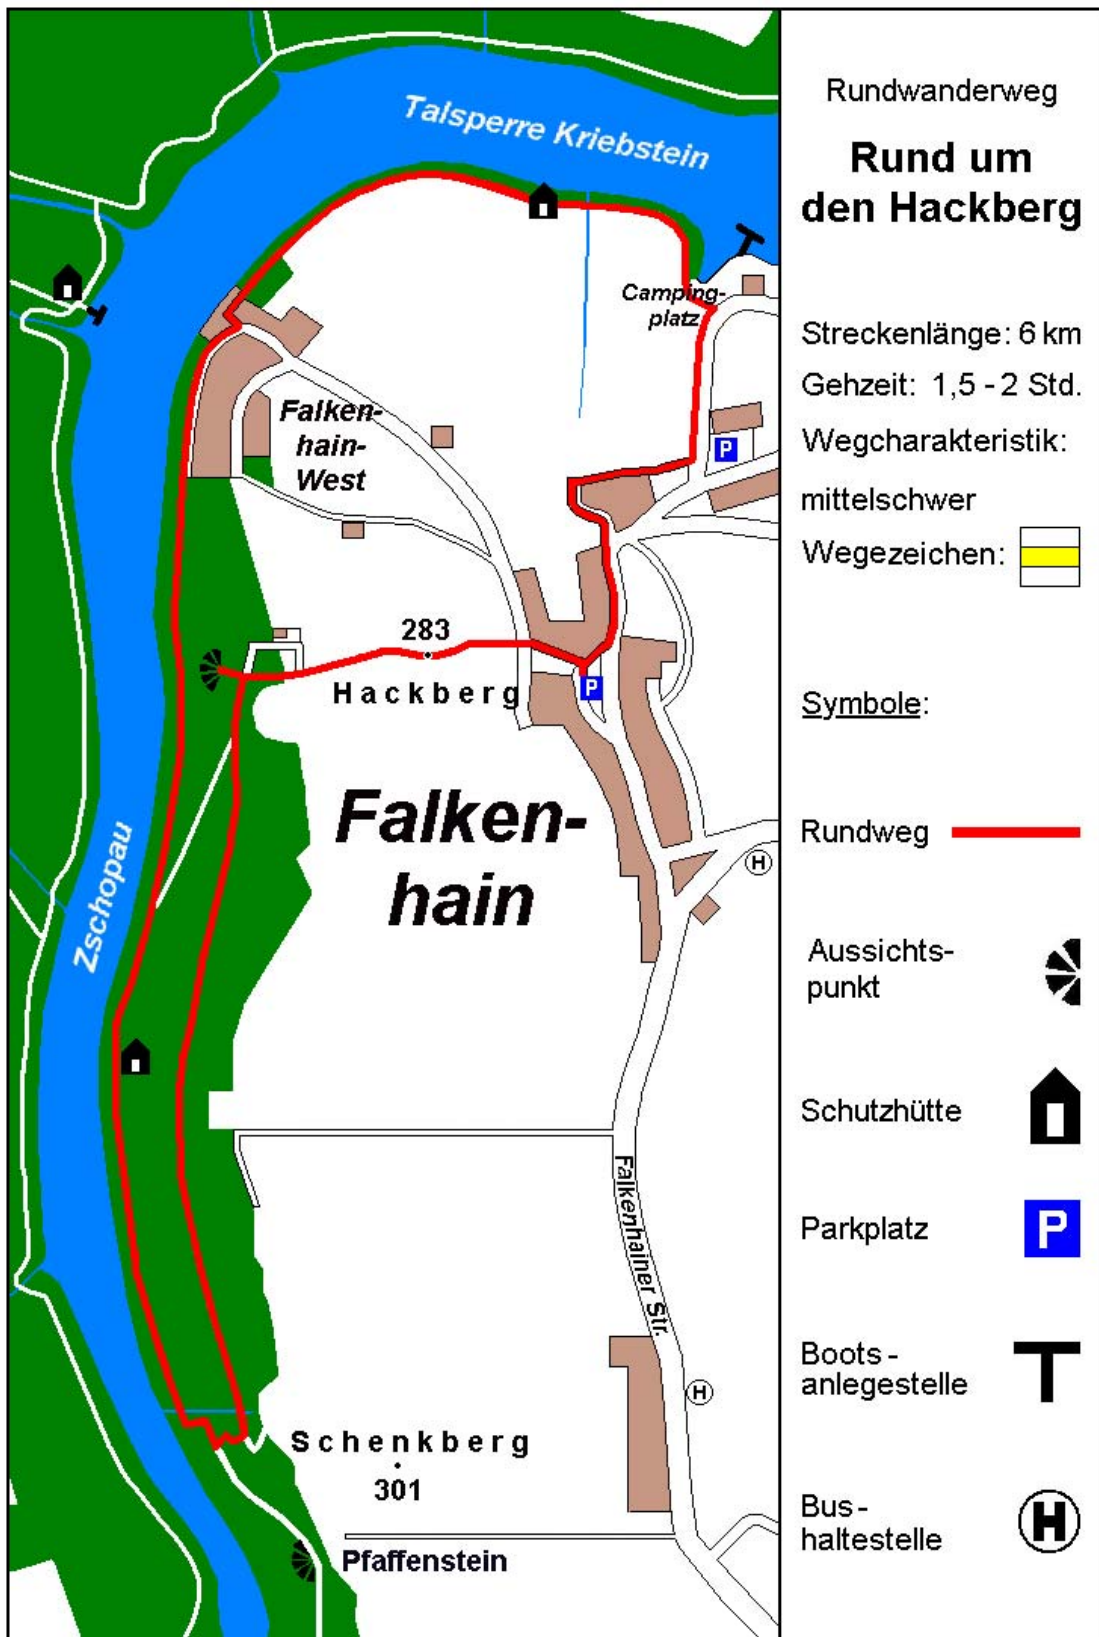 Talsperre Kriebstein
Camping-
platz
Falken-
hain-
West
P
283
Hackberg
P
Falken-
hain
Zschopau
H
Falkenhainer Str.
H
Schenkberg
301
Pfaffenstein
Rundwanderweg
Rund um
den Hackberg
Streckenlänge: 6 km
Gehzeit: 1,5 - 2 Std.
Wegcharakteristik:
mittelschwer
Wegezeichen:
Symbole:
Rundweg
Aussichts-
punkt
Schutzhütte
Parkplatz
P
Boots-
anlegestelle
Bus-
haltestelle
H